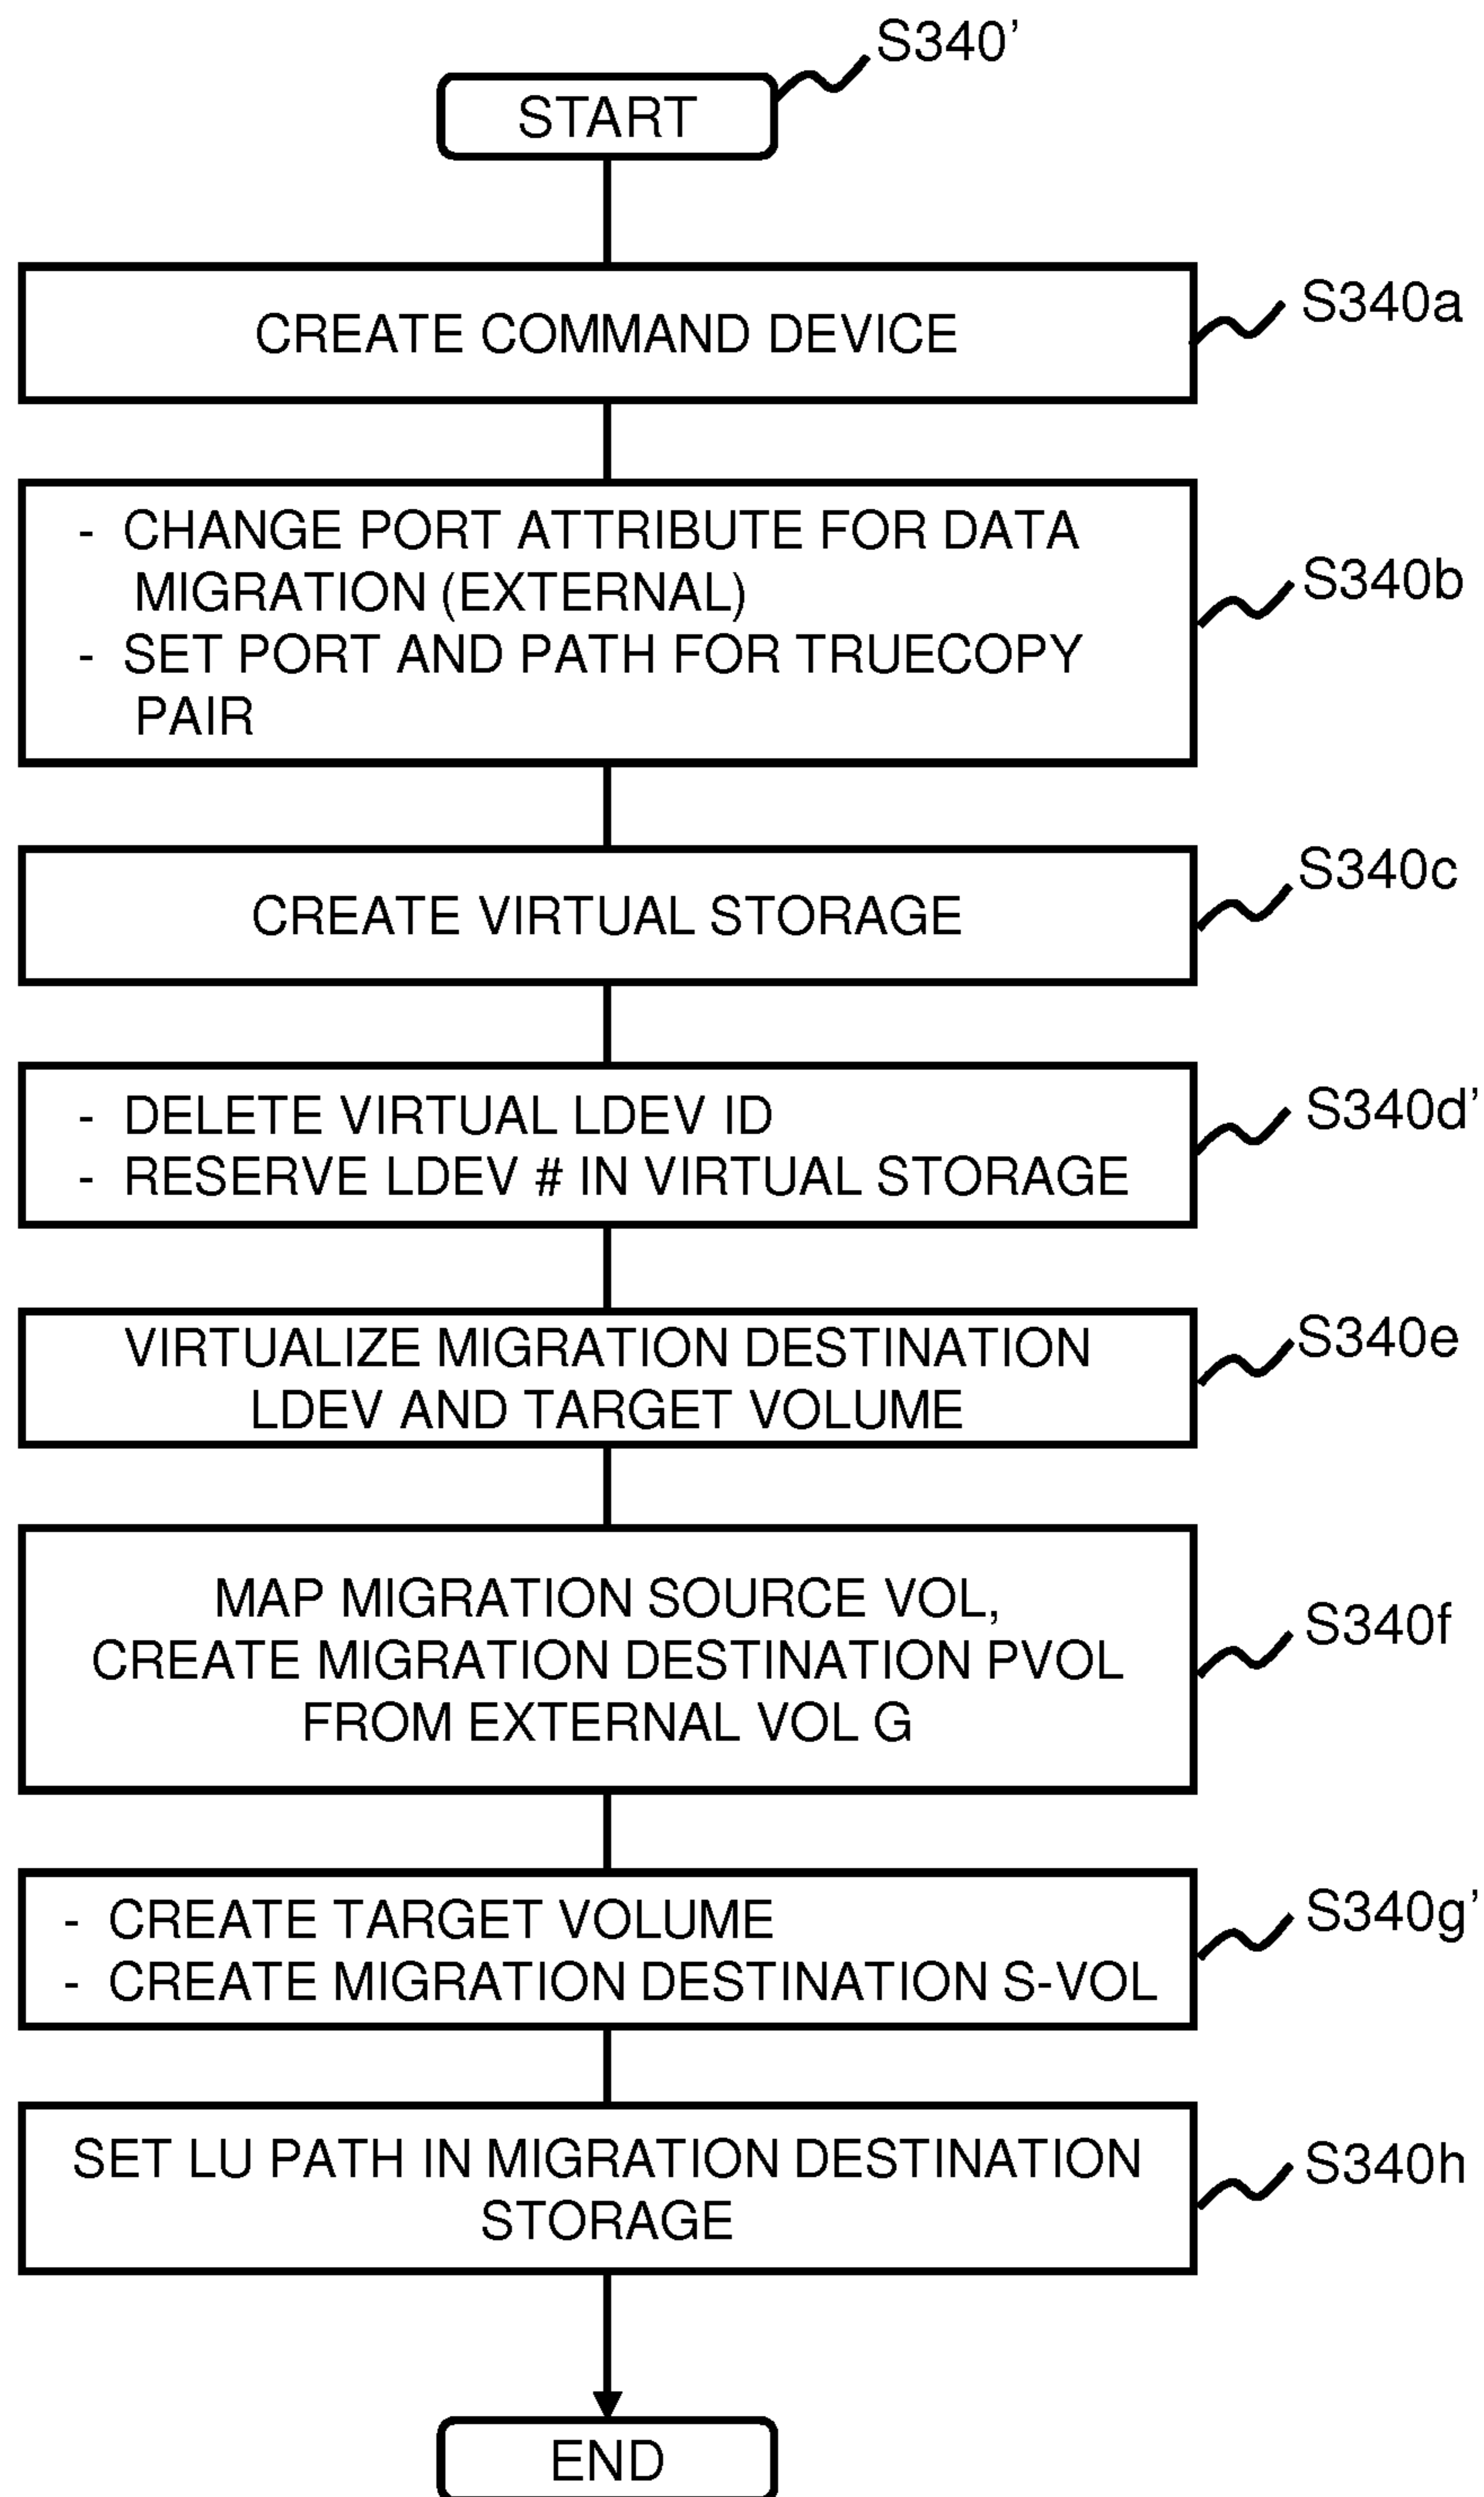 S340’
START
S340a
CREATE COMMAND DEVICE
- CHANGE PORT ATTRIBUTE FOR DATA
MIGRATION (EXTERNAL)
S340b
- SET PORT AND PATH FOR TRUECOPY
PAIR
S340c
CREATE VIRTUAL STORAGE
S340d’
- DELETE VIRTUAL LDEV ID
- RESERVE LDEV # IN VIRTUAL STORAGE
S340e
VIRTUALIZE MIGRATION DESTINATION
LDEV AND TARGET VOLUME
S340f
MAP MIGRATION SOURCE VOL,
CREATE MIGRATION DESTINATION PVOL
FROM EXTERNAL VOL G
S340g’
- CREATE TARGET VOLUME
- CREATE MIGRATION DESTINATION S-VOL
S340h
SET LU PATH IN MIGRATION DESTINATION
STORAGE
END